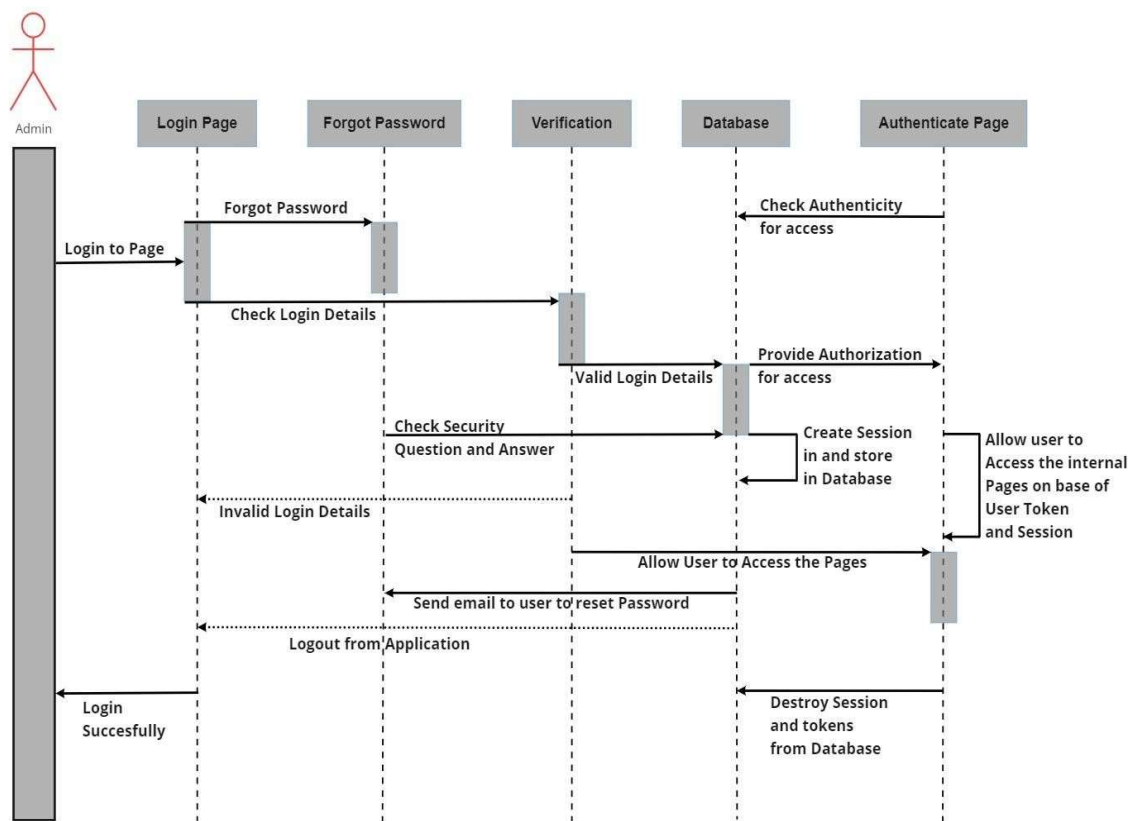 Admin
Login Page
Forgot Password
Verification
Database
Authenticate Page
Forgot Password
Check Authenticity
for access
Login to Page
Check Login Details
Valid Login Details
Provide Authorization
for access
Check Security
Question and Answer
Create Session
in and store
in Database
Allow user to
Access the internal
Pages on base of
User Token
and Session
Invalid Login Details
Allow User to Access the Pages
Send email to user to reset Password
Logout from Application
Login
Succesfully
Destroy Session
and tokens
from Database